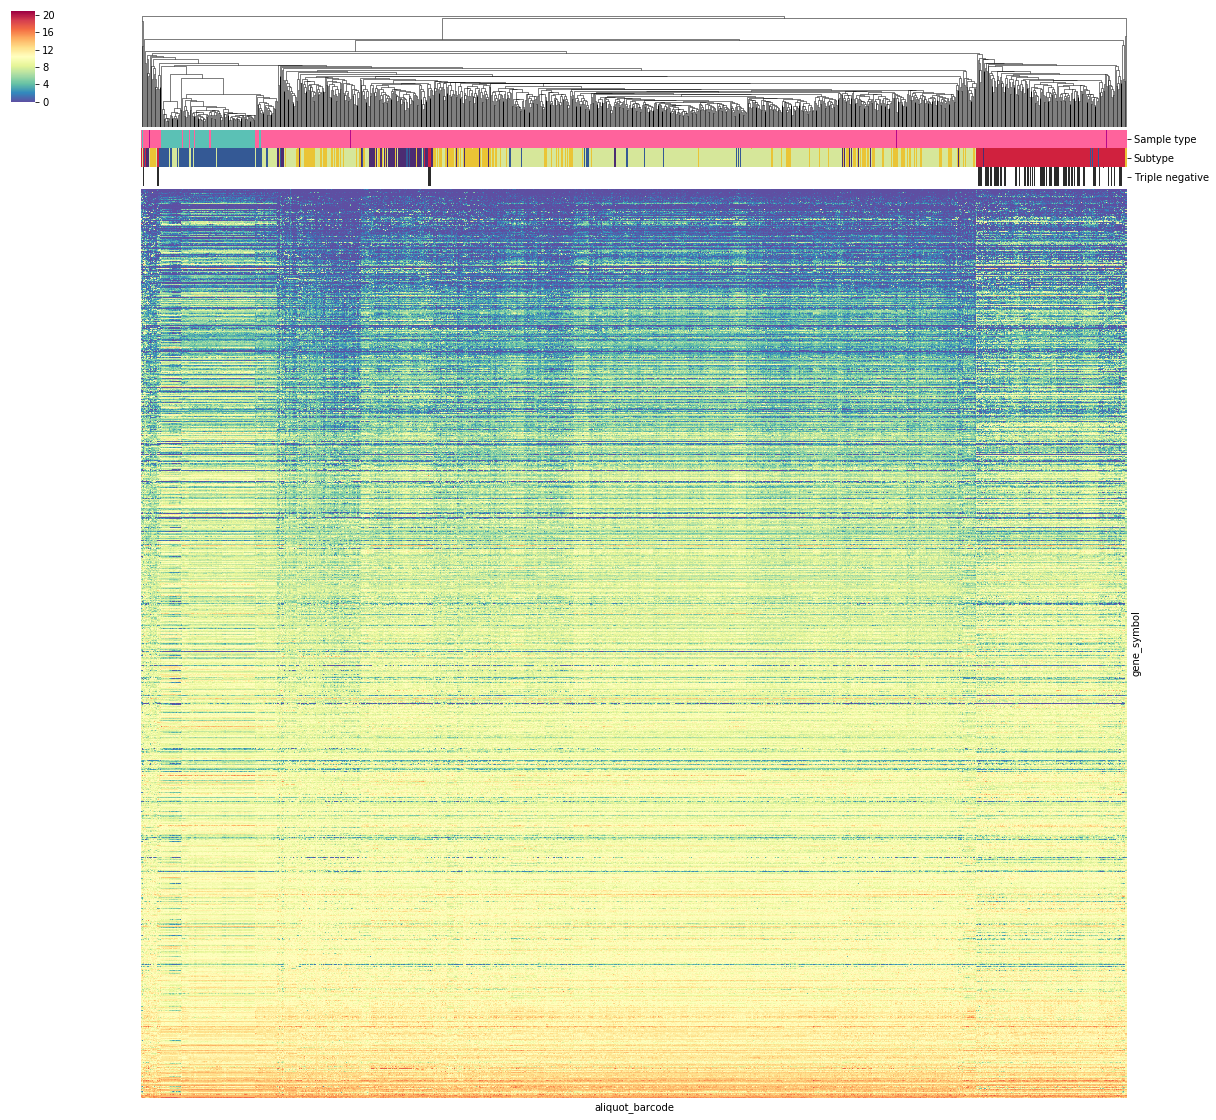 20
16
12
8
4
0
Sample type
Subtype
Triple negative
gene_symbol
aliquot_barcode